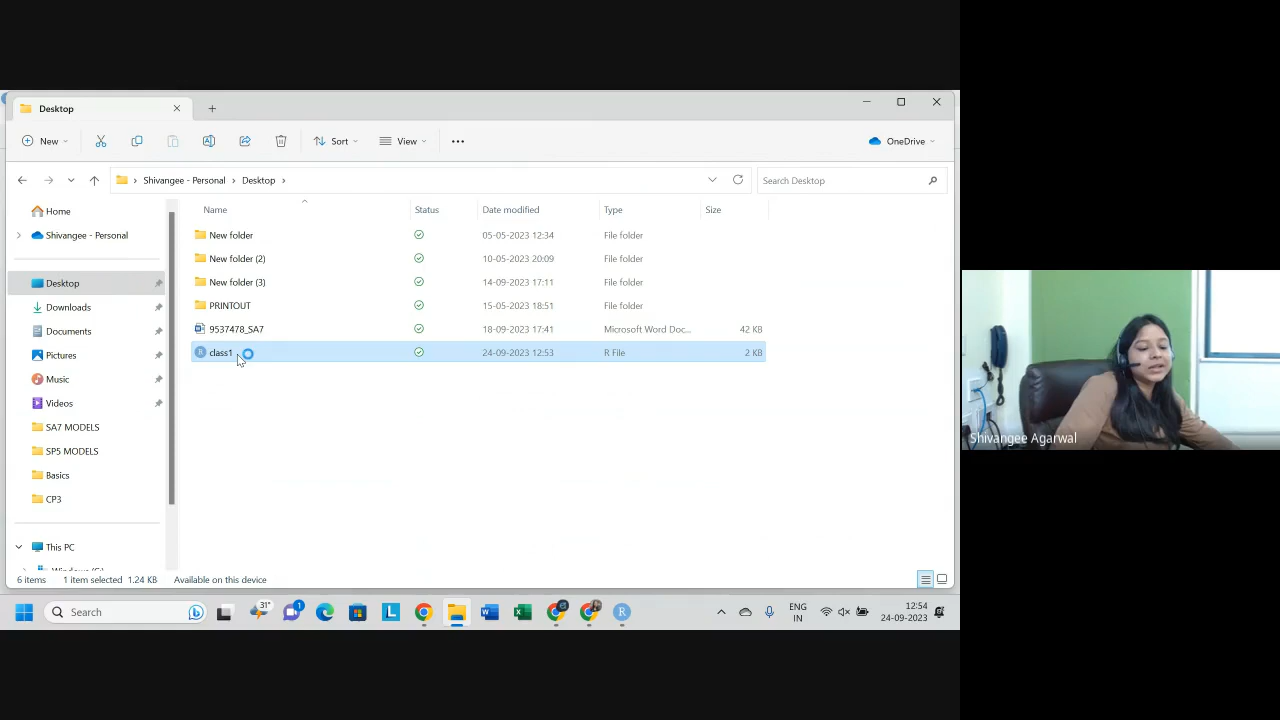 Desktop
New
Sort
View
OneDrive
Shivangee - Personal
Desktop
Search Desktop
Name
Status
Date modified
Type
Size
Home
Shivangee - Personal
Desktop
Downloads
Documents
Pictures
Music
Videos
SA7 MODELS
SP5 MODELS
Basics
CP3
This PC
New folder 05-05-2023 12:34 File folder
New folder (2) 10-05-2023 20:09 File folder
New folder (3) 14-09-2023 17:11 File folder
PRINTOUT 15-05-2023 18:51 File folder
9537478_SA7 18-09-2023 17:41 Microsoft Word Doc... 42 KB
class1 24-09-2023 12:53 R File 2 KB
6 items 1 item selected 1.24 KB Available on this device
Search
31°
1
ENG
IN
12:54
24-09-2023
Shivangee Agarwal